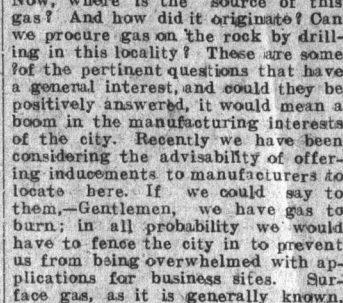 Now, where is the source of this
gas? And how did it originate? Can
we procure gas on the rock by drill-
ing in this locality? These are some
?of the pertinent questions that have
a general interest, and could they be
positively answered, it would mean a
boom in the manufacturing interests
of the city. Recently we have been
considering the advisability of offer-
ing inducements to manufacturers to
locate here. If we could say to
them,—Gentlemen, we have gas to
burn; in all probability we would
have to fence the city in to prevent
us from being overwhelmed with ap-
plications for business sites. Sur-
face gas, as it is generally known,